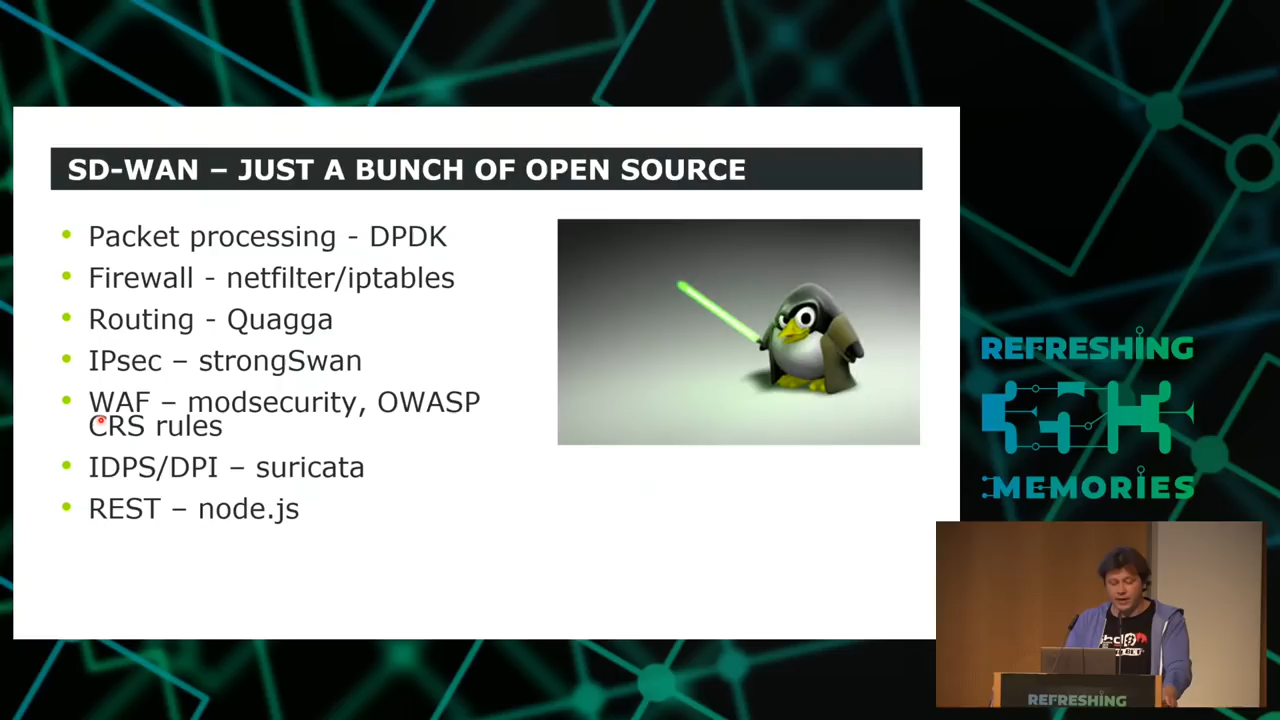 SD-WAN – JUST A BUNCH OF OPEN SOURCE
Packet processing - DPDK
Firewall - netfilter/iptables
Routing - Quagga
IPsec – strongSwan
WAF – modsecurity, OWASP
CRS rules
IDPS/DPI – suricata
REST – node.js
REFRESHING
35C3
MEMORIES
REFRESHING